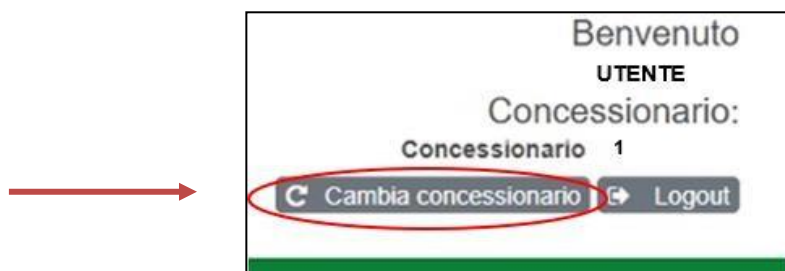 Benvenuto
UTENTE
Concessionario:
Concessionario 1
Cambia concessionario Logout